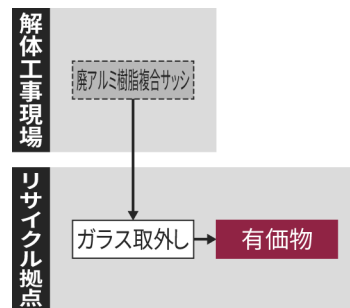 解体工事現場
廃アルミ樹脂複合サッシ
リサイクル拠点
ガラス取外し
有価物